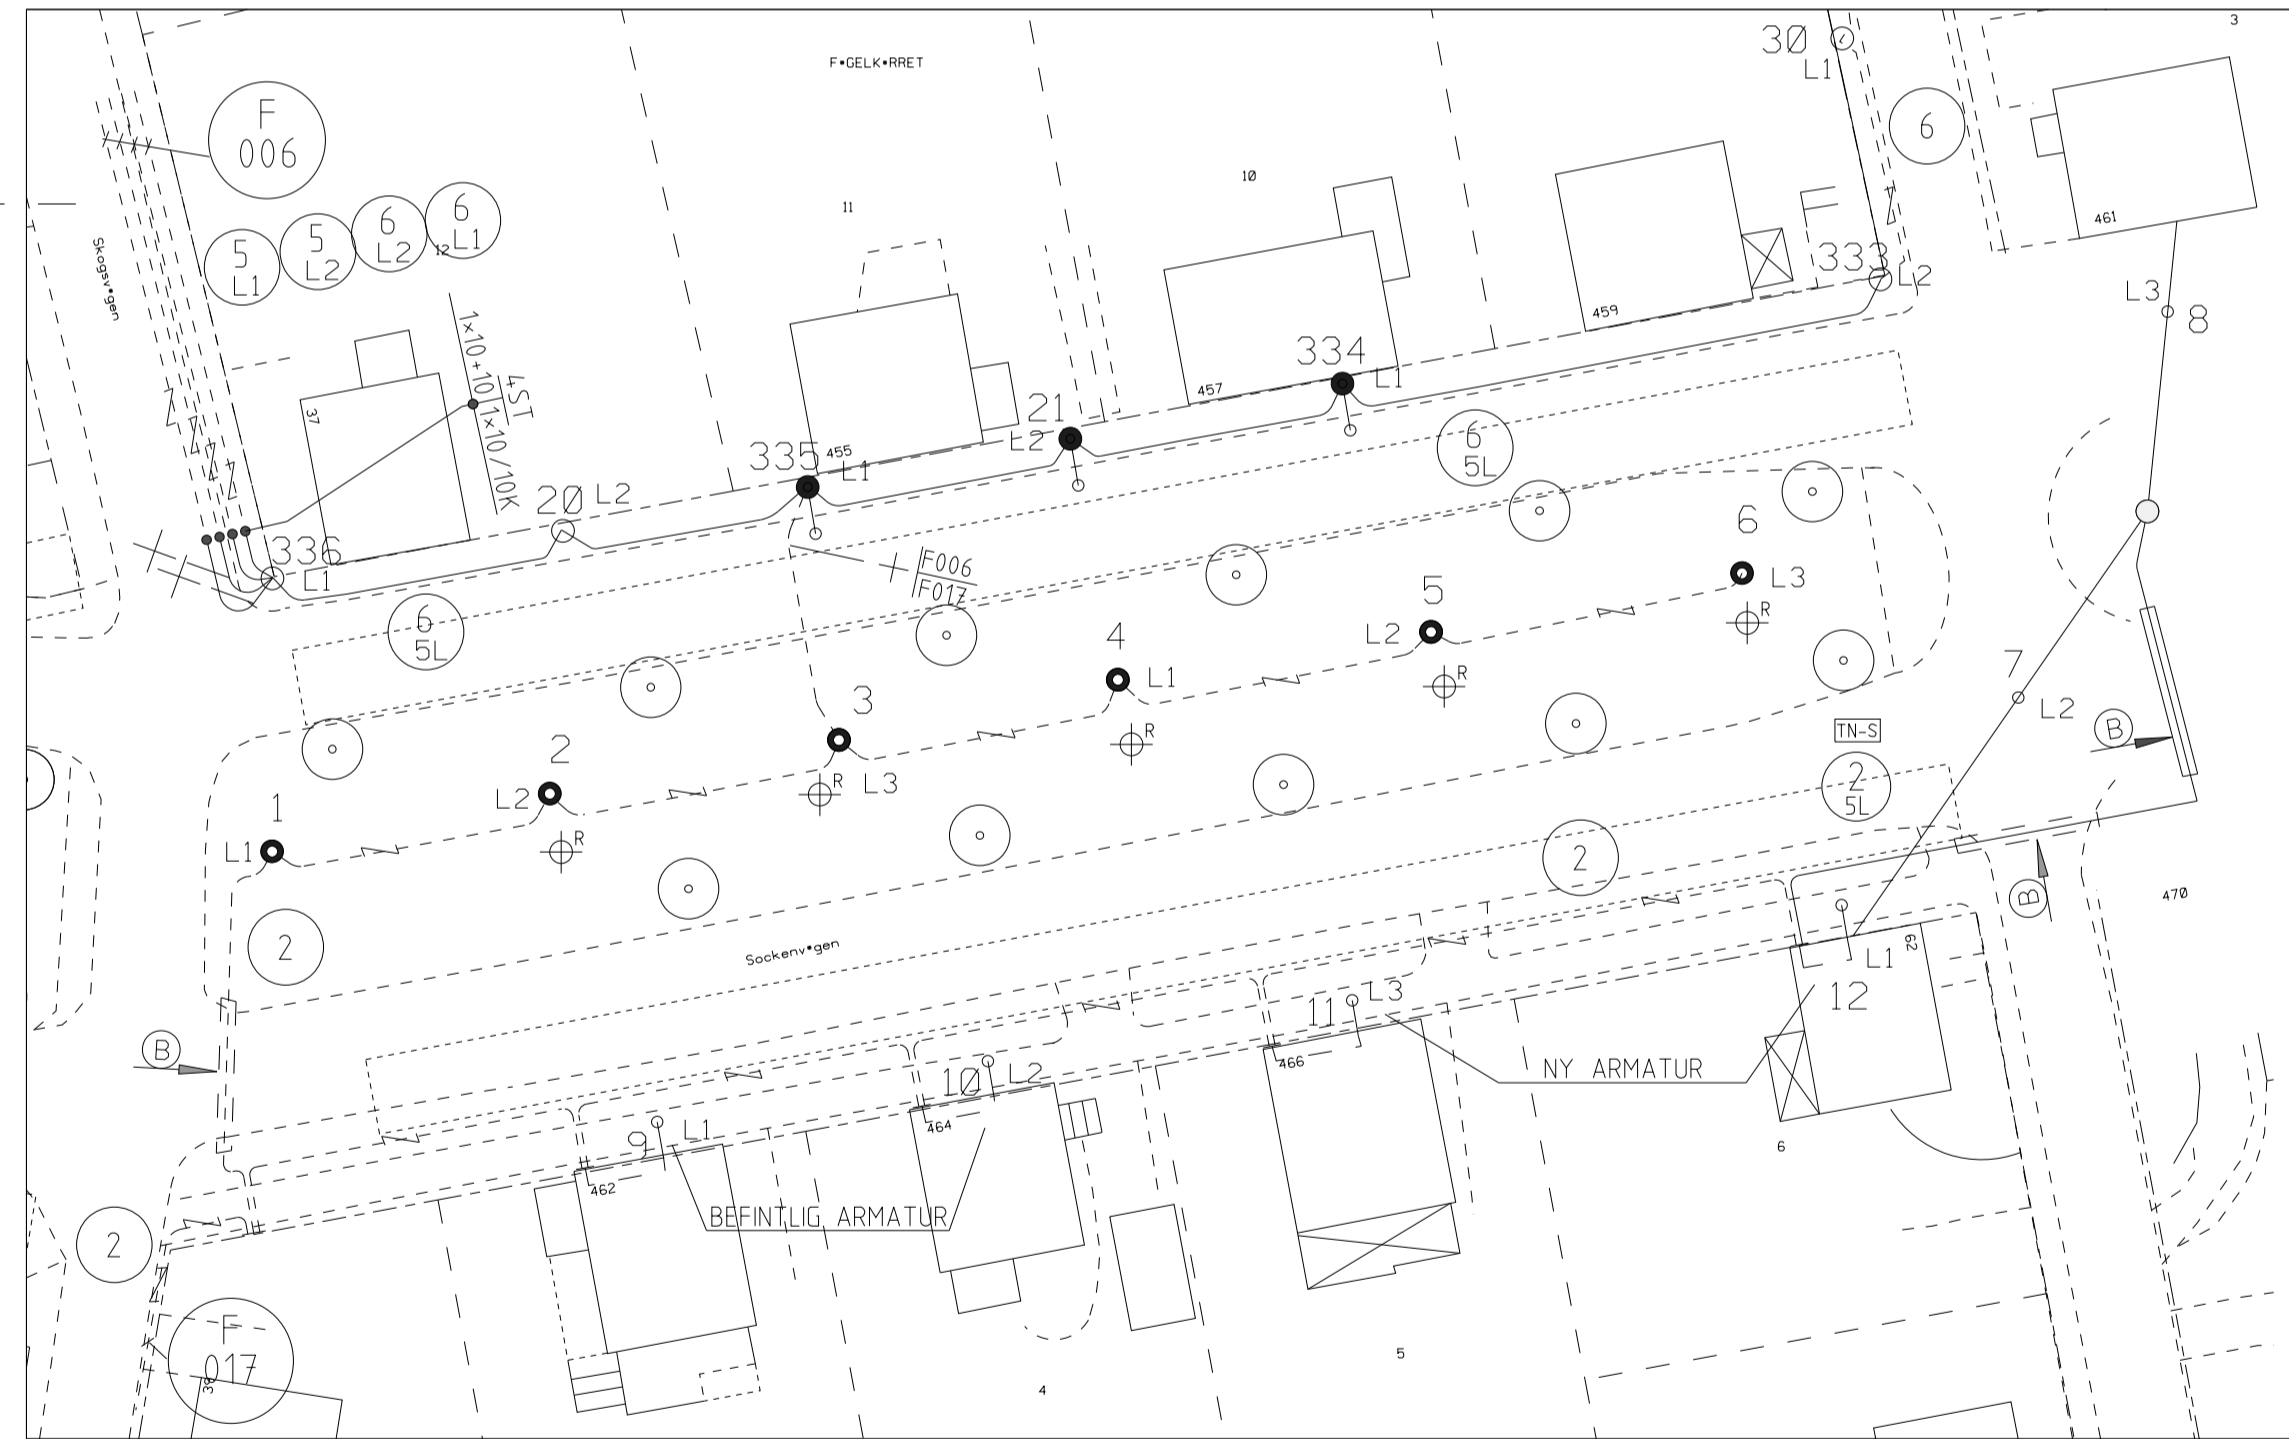 3
F•GELK•RRET
30
L1
F
006
6
10
11
461
6
L1
6
L2
5
L2
5
L1
12
Skogsv•gen
333
L2
L3
8
459
1x10+10
1x10/10K
4ST
334
L1
457
37
21
L2
335
L1
455
6
5L
20
L2
336
L1
F006
F017
6
L3
R
5
L2
R
6
5L
4
L1
R
7
L2
3
L3
R
TN-S
2
5L
B
2
L2
R
1
L1
2
B
470
2
Sockenv•gen
62
L1
12
L3
11
B
466
NY ARMATUR
L2
10
464
6
L1
9
462
BEFINTLIG ARMATUR
2
F
017
39
5
4